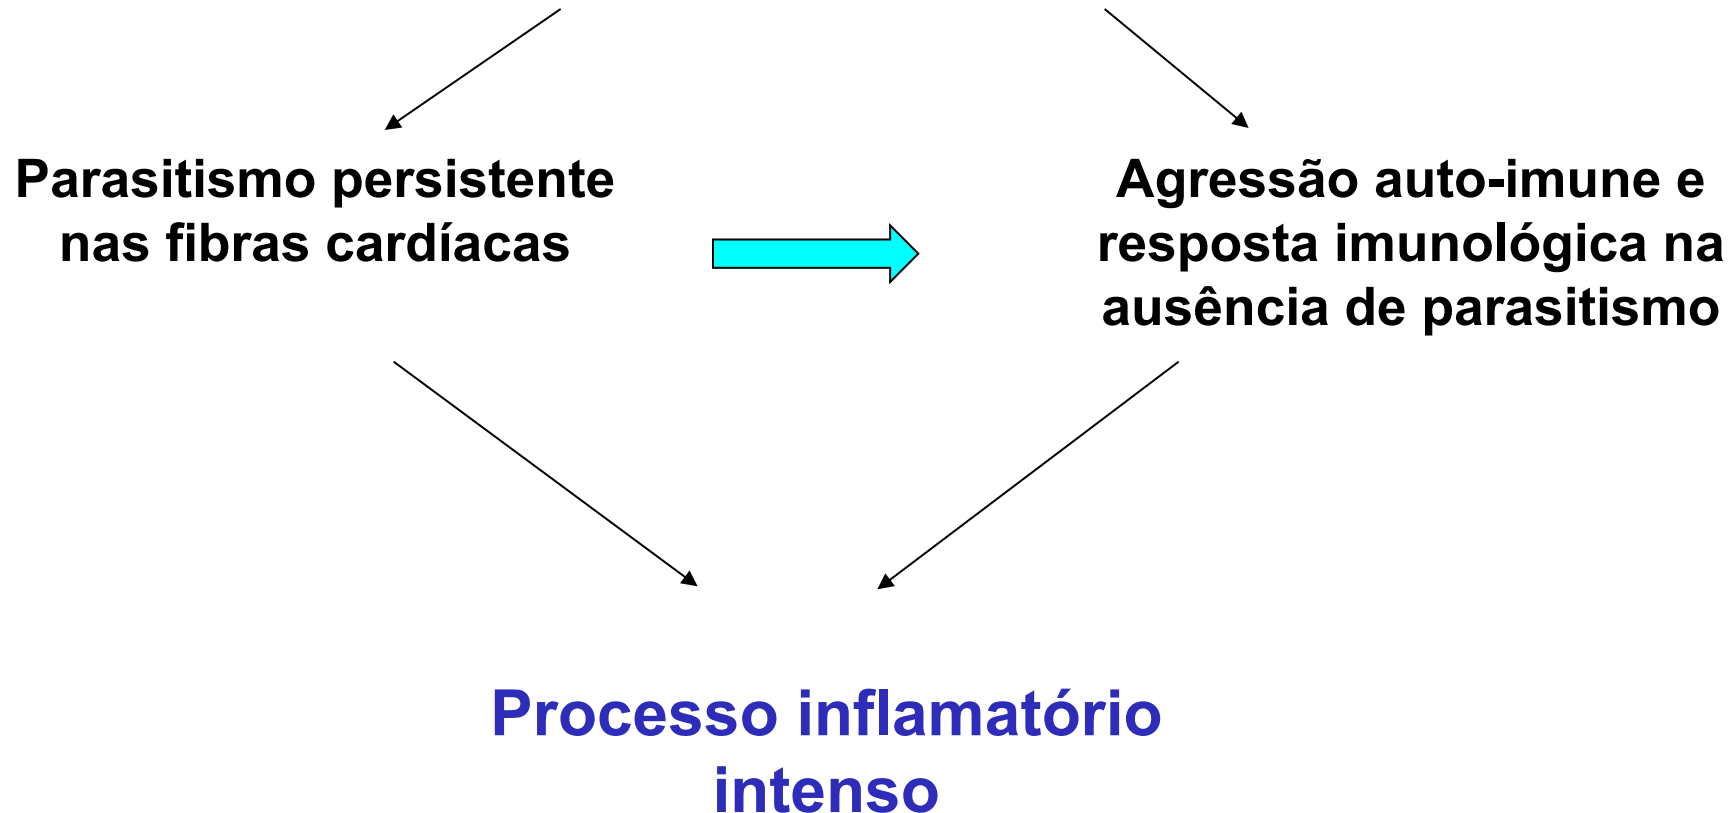 Parasitismo persistente
nas fibras cardíacas
Agressão auto-imune e
resposta imunológica na
ausência de parasitismo
Processo inflamatório
intenso